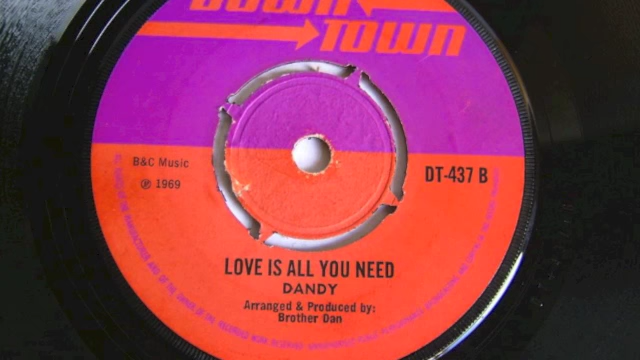 DOWN
TOWN
B&C Music
℗ 1969
DT-437 B
LOVE IS ALL YOU NEED
DANDY
Arranged & Produced by:
Brother Dan